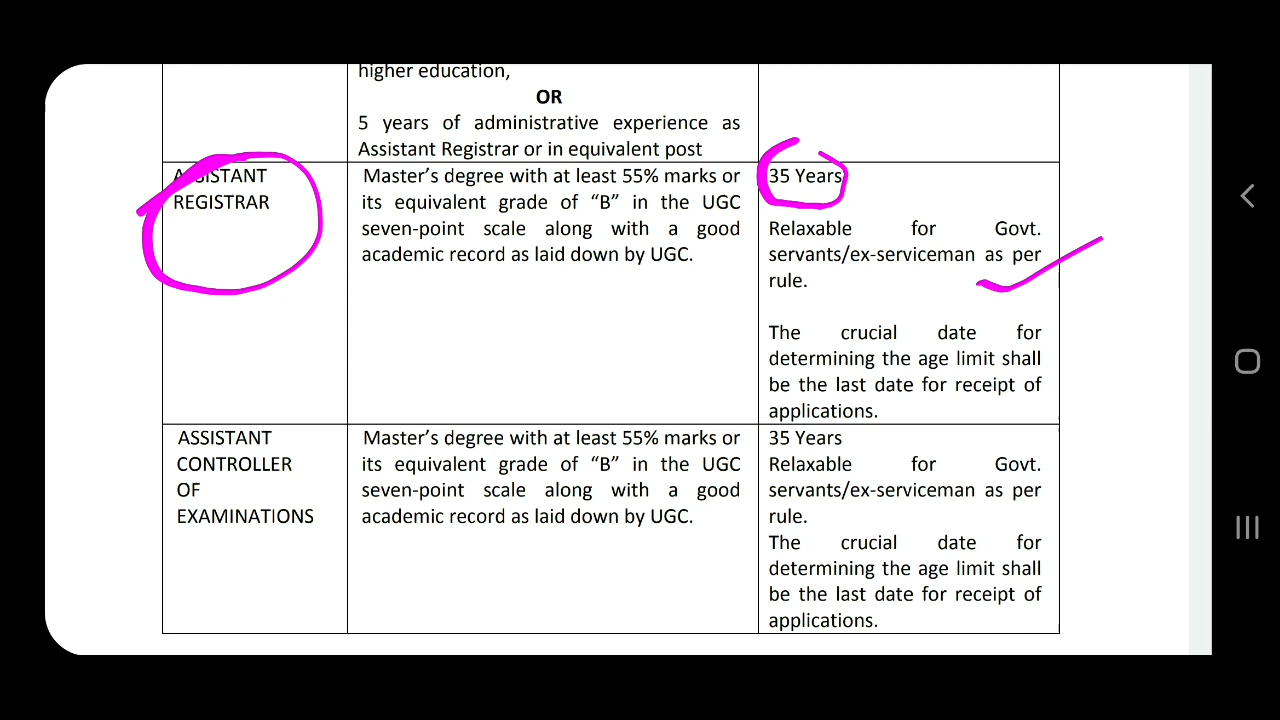 higher education,
OR
5 years of administrative experience as
Assistant Registrar or in equivalent post
ASSISTANT
REGISTRAR
Master's degree with at least 55% marks or
its equivalent grade of “B” in the UGC
seven-point scale along with a good
academic record as laid down by UGC.
35 Years
Relaxable for Govt.
servants/ex-serviceman as per
rule.
The crucial date for
determining the age limit shall
be the last date for receipt of
applications.
ASSISTANT
CONTROLLER
OF
EXAMINATIONS
Master's degree with at least 55% marks or
its equivalent grade of “B” in the UGC
seven-point scale along with a good
academic record as laid down by UGC.
35 Years
Relaxable for Govt.
servants/ex-serviceman as per
rule.
The crucial date for
determining the age limit shall
be the last date for receipt of
applications.